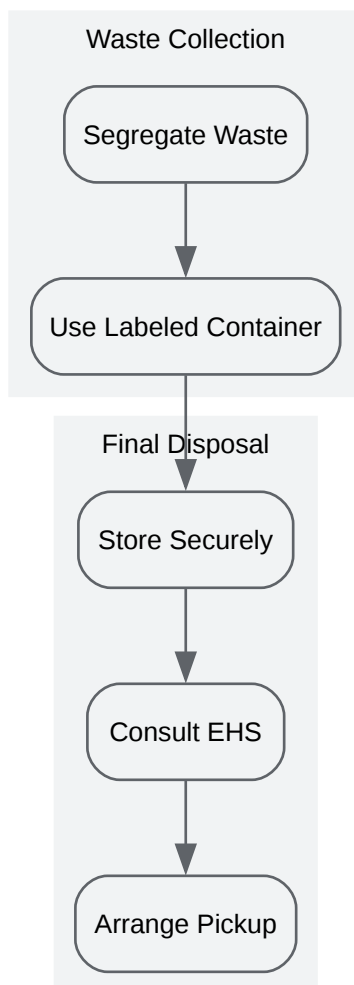 Waste Collection
Segregate Waste
Use Labeled Container
Final Disposal
Store Securely
Consult EHS
Arrange Pickup